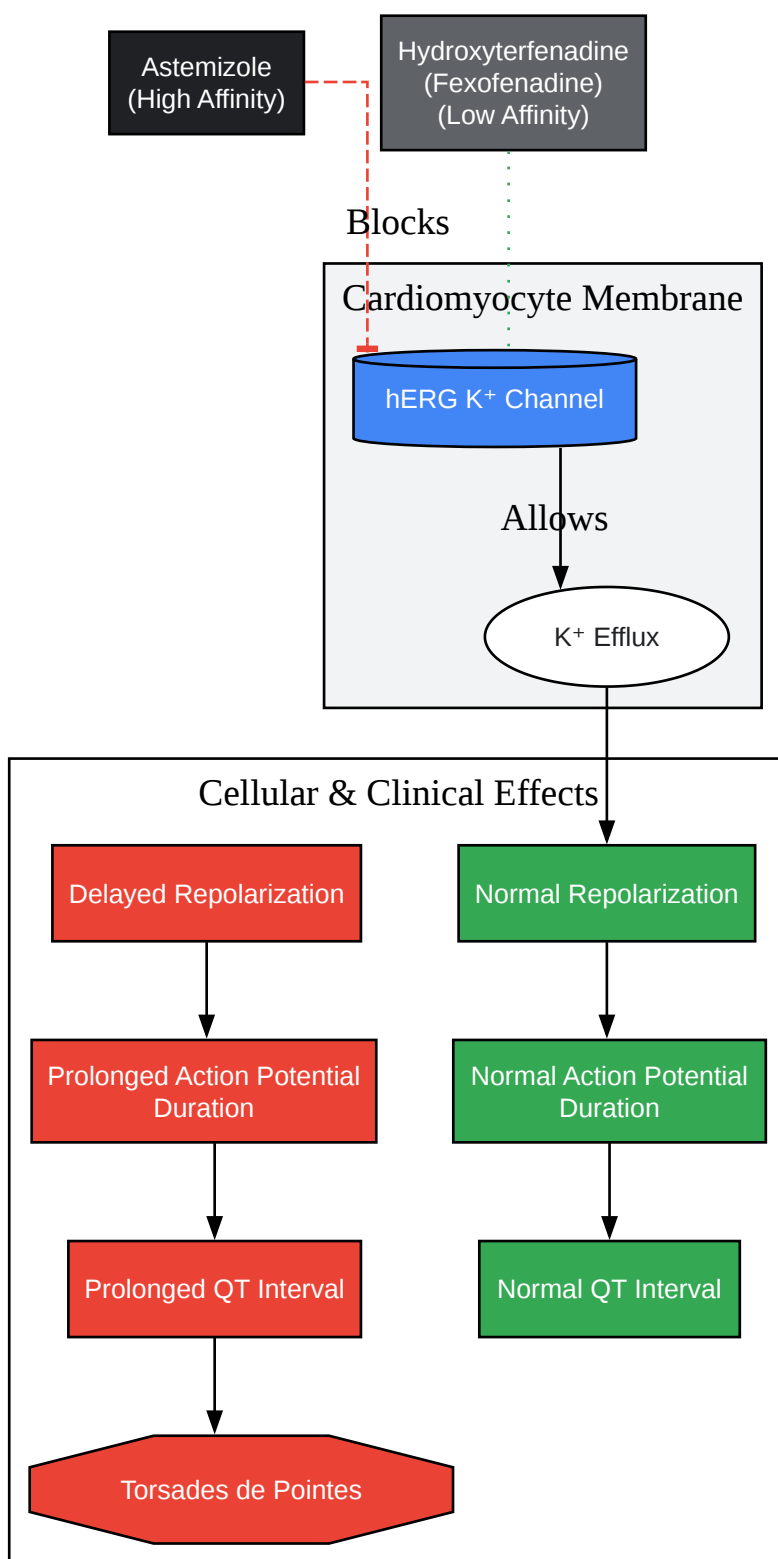 Astemizole
(High Affinity)
Hydroxyterfenadine
(Fexofenadine)
(Low Affinity)
Blocks
Cardiomyocyte Membrane
hERG K⁺ Channel
Allows
K⁺ Efflux
Cellular & Clinical Effects
Delayed Repolarization
Normal Repolarization
Prolonged Action Potential
Duration
Normal Action Potential
Duration
Prolonged QT Interval
Normal QT Interval
Torsades de Pointes